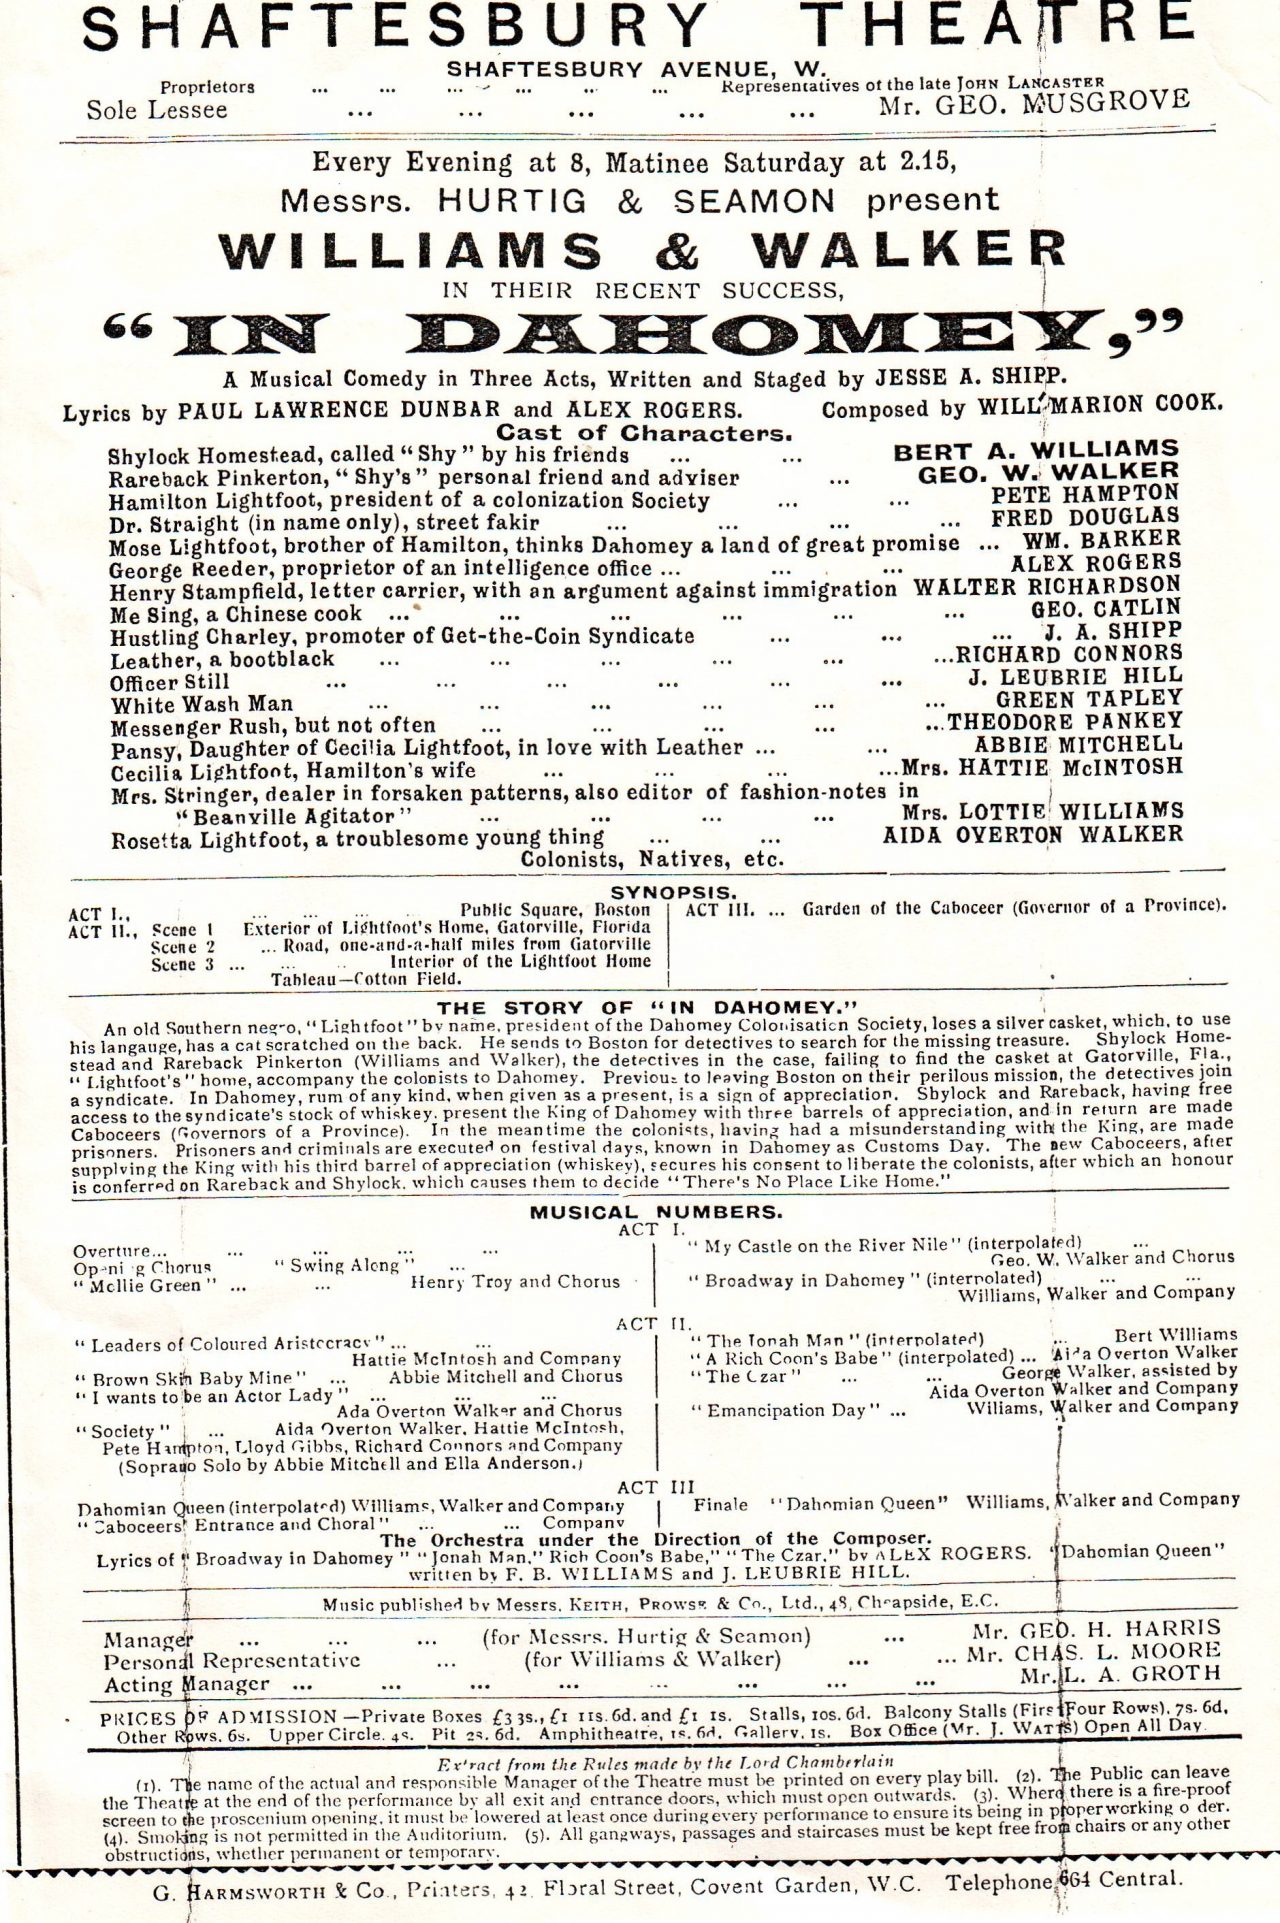 SHAFTESBURY THEATRE
SHAFTESBURY AVENUE, W.
Proprietors ... ... ... ... ... ... Representatives of the late JOHN LANCASTER
Sole Lessee ... ... ... ... ... Mr. GEO. MUSGROVE
Every Evening at 8, Matinee Saturday at 2.15,
Messrs. HURTIG & SEAMON present
WILLIAMS & WALKER
IN THEIR RECENT SUCCESS,
"IN DAHOMEY,"
A Musical Comedy in Three Acts, Written and Staged by JESSE A. SHIPP.
Lyrics by PAUL LAWRENCE DUNBAR and ALEX ROGERS. Composed by WILL MARION COOK.
Cast of Characters.
Shylock Homestead, called "Shy" by his friends ... ... BERT A. WILLIAMS
Rareback Pinkerton, "Shy's" personal friend and adviser ... GEO. W. WALKER
Hamilton Lightfoot, president of a colonization Society ... ... PETE HAMPTON
Dr. Straight (in name only), street fakir ... ... ... ... FRED DOUGLAS
Mose Lightfoot, brother of Hamilton, thinks Dahomey a land of great promise ... WM. BARKER
George Reeder, proprietor of an intelligence office ... ... ... ALEX ROGERS
Henry Stampfield, letter carrier, with an argument against immigration WALTER RICHARDSON
Me Sing, a Chinese cook ... ... ... ... ... ... GEO. CATLIN
Hustling Charley, promoter of Get-the-Coin Syndicate ... ... ... J. A. SHIPP
Leather, a bootblack ... ... ... ... ... ...RICHARD CONNORS
Officer Still ... ... ... ... ... ... J. LEUBRIE HILL
White Wash Man ... ... ... ... ... ... GREEN TAPLEY
Messenger Rush, but not often ... ... ... ... ...THEODORE PANKEY
Pansy, Daughter of Cecilia Lightfoot, in love with Leather ... ... ABBIE MITCHELL
Cecilia Lightfoot, Hamilton's wife ... ... ... ...Mrs. HATTIE McINTOSH
Mrs. Stringer, dealer in forsaken patterns, also editor of fashion-notes in
"Beanville Agitator" ... ... ... ... Mrs. LOTTIE WILLIAMS
Rosetta Lightfoot, a troublesome young thing ... ... AIDA OVERTON WALKER
Colonists, Natives, etc.
SYNOPSIS.
ACT I., ... ... ... Public Square, Boston
ACT II., Scene 1 Exterior of Lightfoot's Home, Gatorville, Florida
Scene 2 ... Road, one-and-a-half miles from Gatorville
Scene 3 ... ... .. Interior of the Lightfoot Home
Tableau—Cotton Field.
ACT III. ... Garden of the Caboceer (Governor of a Province).
THE STORY OF "IN DAHOMEY."
An old Southern negro, "Lightfoot" by name, president of the Dahomey Colonisation Society, loses a silver casket, which, to use
his langauge, has a cat scratched on the back. He sends to Boston for detectives to search for the missing treasure. Shylock Home-
stead and Rareback Pinkerton (Williams and Walker), the detectives in the case, failing to find the casket at Gatorville, Fla.,
"Lightfoot's" home, accompany the colonists to Dahomey. Previous to leaving Boston on their perilous mission, the detectives join
a syndicate. In Dahomey, rum of any kind, when given as a present, is a sign of appreciation. Shylock and Rareback, having free
access to the syndicate's stock of whiskey, present the King of Dahomey with three barrels of appreciation, and in return are made
Caboceers (Governors of a Province). In the meantime the colonists, having had a misunderstanding with the King, are made
prisoners. Prisoners and criminals are executed on festival days, known in Dahomey as Customs Day. The new Caboceers, after
supplying the King with his third barrel of appreciation (whiskey), secures his consent to liberate the colonists, after which an honour
is conferred on Rareback and Shylock, which causes them to decide "There's No Place Like Home."
MUSICAL NUMBERS.
ACT I.
Overture... ... ... ... ...
Opening Chorus "Swing Along" ...
"Mollie Green" ... ... Henry Troy and Chorus
"My Castle on the River Nile" (interpolated) ...
Geo. W. Walker and Chorus
"Broadway in Dahomey" (interpolated) ... ...
Williams, Walker and Company
ACT II.
"Leaders of Coloured Aristocracy" ... ...
Hattie McIntosh and Company
"Brown Skin Baby Mine" ... Abbie Mitchell and Chorus
"I wants to be an Actor Lady" ... ... ...
Ada Overton Walker and Chorus
"Society" ... Aida Overton Walker, Hattie McIntosh,
Pete Hampton, Lloyd Gibbs, Richard Connors and Company
(Soprano Solo by Abbie Mitchell and Ella Anderson.)
"The Jonah Man" (interpolated) ... Bert Williams
"A Rich Coon's Babe" (interpolated) ... Aida Overton Walker
"The Czar" ... ... George Walker, assisted by
Aida Overton Walker and Company
"Emancipation Day" ... Wiliams, Walker and Company
ACT III
Dahomian Queen (interpolated) Williams, Walker and Company
"Caboceers' Entrance and Choral" ... ... Company
Finale "Dahomian Queen" Williams, Walker and Company
The Orchestra under the Direction of the Composer.
Lyrics of "Broadway in Dahomey" "Jonah Man," Rich Coon's Babe," "The Czar," by ALEX ROGERS. "Dahomian Queen"
written by F. B. WILLIAMS and J. LEUBRIE HILL.
Music published by Messrs. KEITH, PROWSE & Co., Ltd., 48, Cheapside, E.C.
Manager ... ... ... (for Messrs. Hurtig & Seamon) ... Mr. GEO. H. HARRIS
Personal Representative ... (for Williams & Walker) ... ... Mr. CHAS. L. MOORE
Acting Manager ... ... ... ... ... ... ... Mr. L. A. GROTH
PRICES OF ADMISSION—Private Boxes £3 3s., £1 11s. 6d. and £1 1s. Stalls, 10s. 6d. Balcony Stalls (First Four Rows), 7s. 6d,
Other Rows, 6s. Upper Circle, 4s. Pit 2s. 6d. Amphitheatre, 1s. 6d. Gallery, 1s. Box Office (Mr. J. WATTS) Open All Day.
Extract from the Rules made by the Lord Chamberlain
(1). The name of the actual and responsible Manager of the Theatre must be printed on every play bill. (2). The Public can leave
the Theatre at the end of the performance by all exit and entrance doors, which must open outwards. (3). Where there is a fire-proof
screen to the proscenium opening, it must be lowered at least once during every performance to ensure its being in proper working o der.
(4). Smoking is not permitted in the Auditorium. (5). All gangways, passages and staircases must be kept free from chairs or any other
obstructions, whether permanent or temporary.
G. HARMSWORTH & Co., Printers, 42, Floral Street, Covent Garden, W.C. Telephone 664 Central.